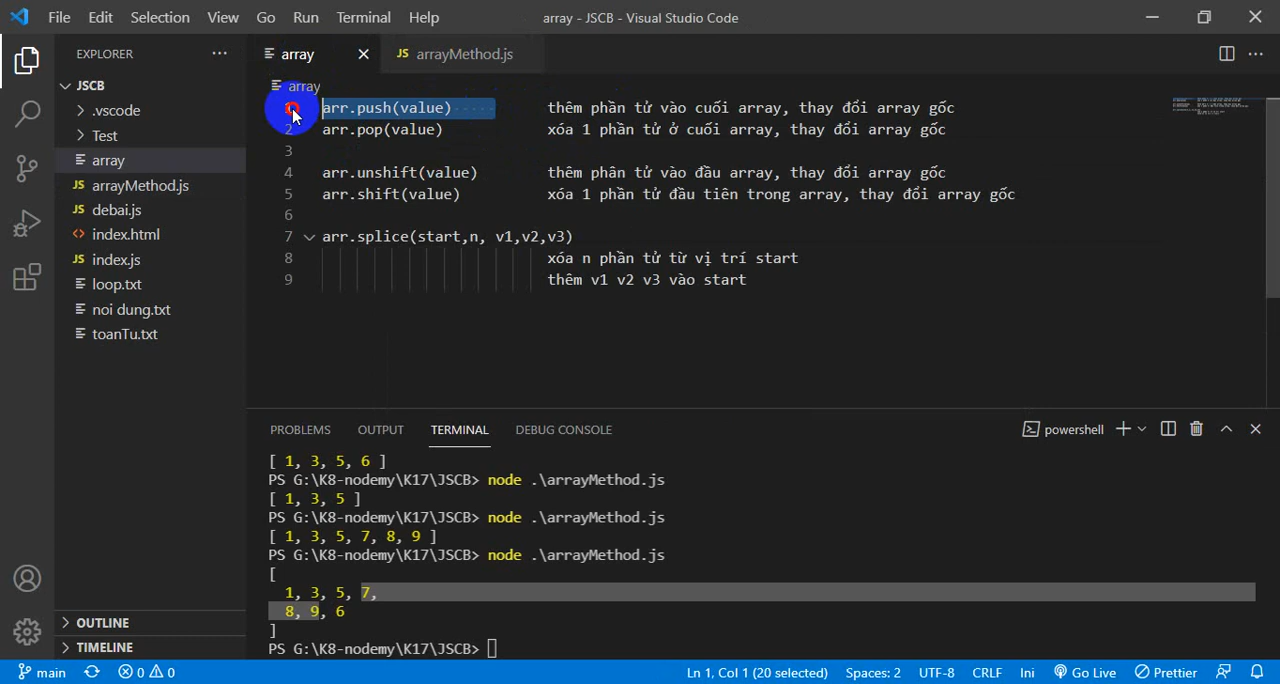 File Edit Selection View Go Run Terminal Help array - JSCB - Visual Studio Code
EXPLORER
JSCB
.vscode
Test
array
arrayMethod.js
debai.js
index.html
index.js
loop.txt
noi dung.txt
toanTu.txt
OUTLINE
TIMELINE
array
arrayMethod.js
array
arr.push(value) thêm phần tử vào cuối array, thay đổi array gốc
2 arr.pop(value) xóa 1 phần tử ở cuối array, thay đổi array gốc
3
4 arr.unshift(value) thêm phân tử vào đầu array, thay đổi array gốc
5 arr.shift(value) xóa 1 phần tử đầu tiên trong array, thay đổi array gốc
6
7 arr.splice(start,n, v1,v2,v3)
8 xóa n phần tử từ vị trí start
9 thêm v1 v2 v3 vào start
PROBLEMS OUTPUT TERMINAL DEBUG CONSOLE powershell
[ 1, 3, 5, 6 ]
PS G:\K8-nodemy\K17\JSCB> node .\arrayMethod.js
[ 1, 3, 5 ]
PS G:\K8-nodemy\K17\JSCB> node .\arrayMethod.js
[ 1, 3, 5, 7, 8, 9 ]
PS G:\K8-nodemy\K17\JSCB> node .\arrayMethod.js
[
1, 3, 5, 7,
8, 9, 6
]
PS G:\K8-nodemy\K17\JSCB>
main 0 0 Ln 1, Col 1 (20 selected) Spaces: 2 UTF-8 CRLF Ini Go Live Prettier